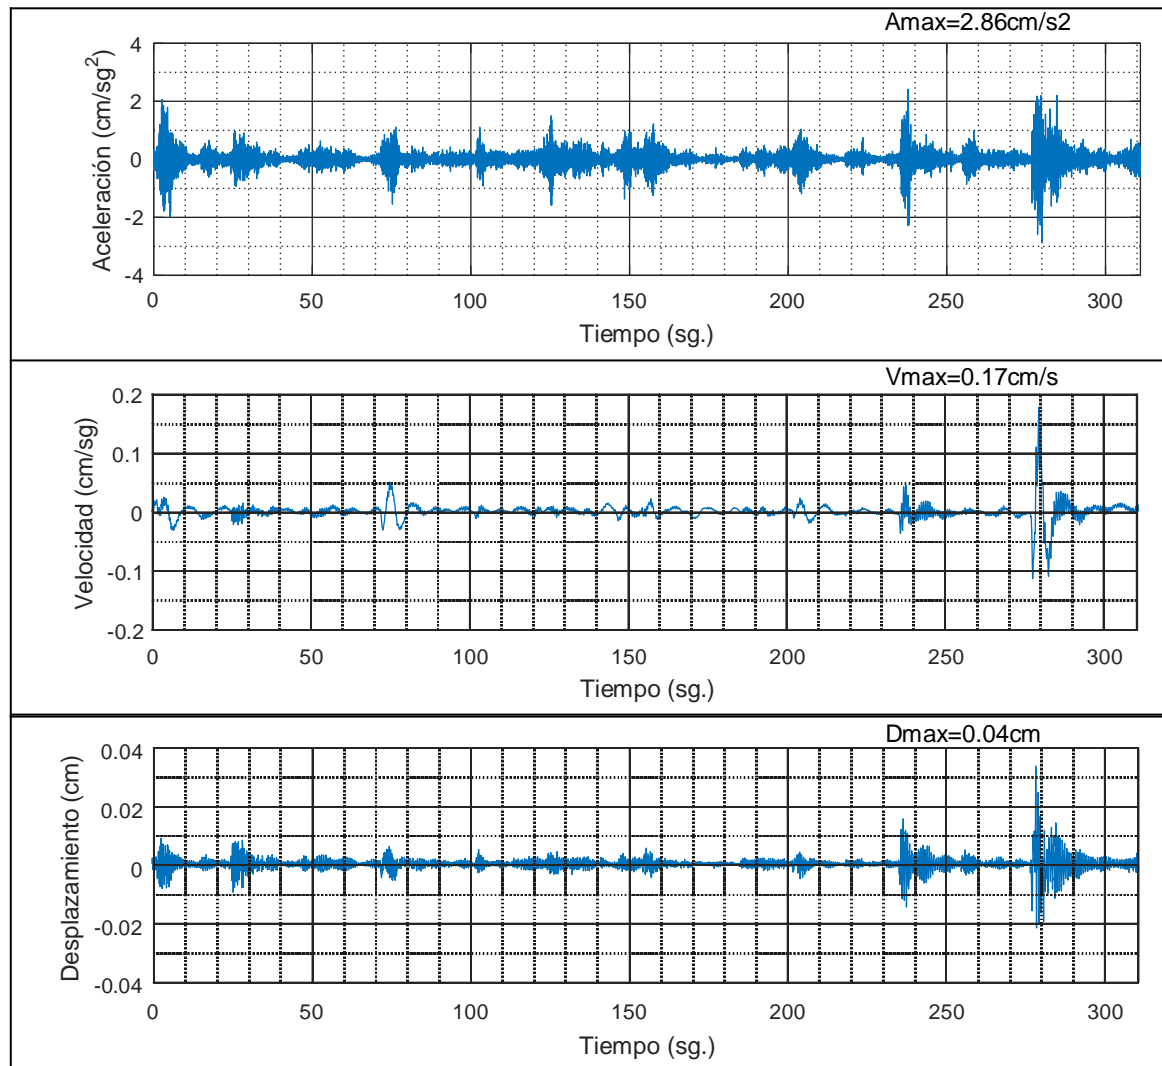 Amax=2.86cm/s2
Aceleración (cm/sg²)
4
2
0
-2
-4
0 50 100 150 200 250 300
Tiempo (sg.)
Vmax=0.17cm/s
Velocidad (cm/sg)
0.2
0.1
0
-0.1
-0.2
0 50 100 150 200 250 300
Tiempo (sg.)
Dmax=0.04cm
Desplazamiento (cm)
0.04
0.02
0
-0.02
-0.04
0 50 100 150 200 250 300
Tiempo (sg.)